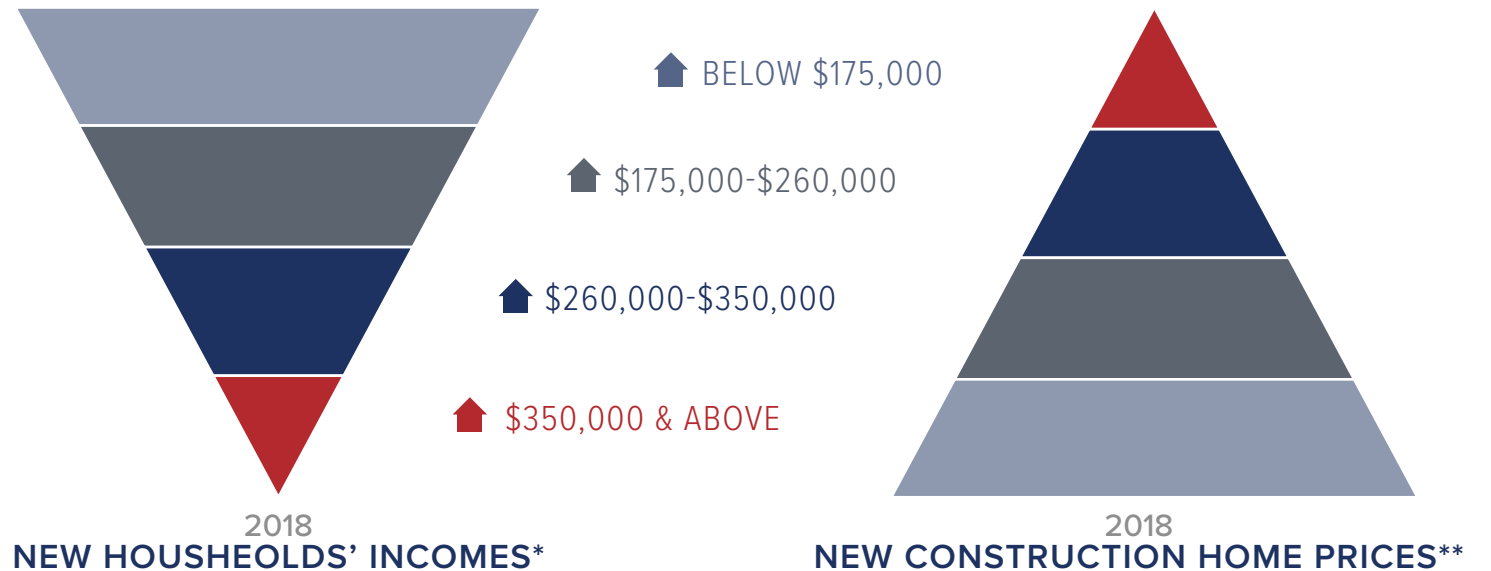 BELOW $175,000
$175,000-$260,000
$260,000-$350,000
$350,000 & ABOVE
2018
NEW HOUSHEOLDS’ INCOMES*
2018
NEW CONSTRUCTION HOME PRICES**